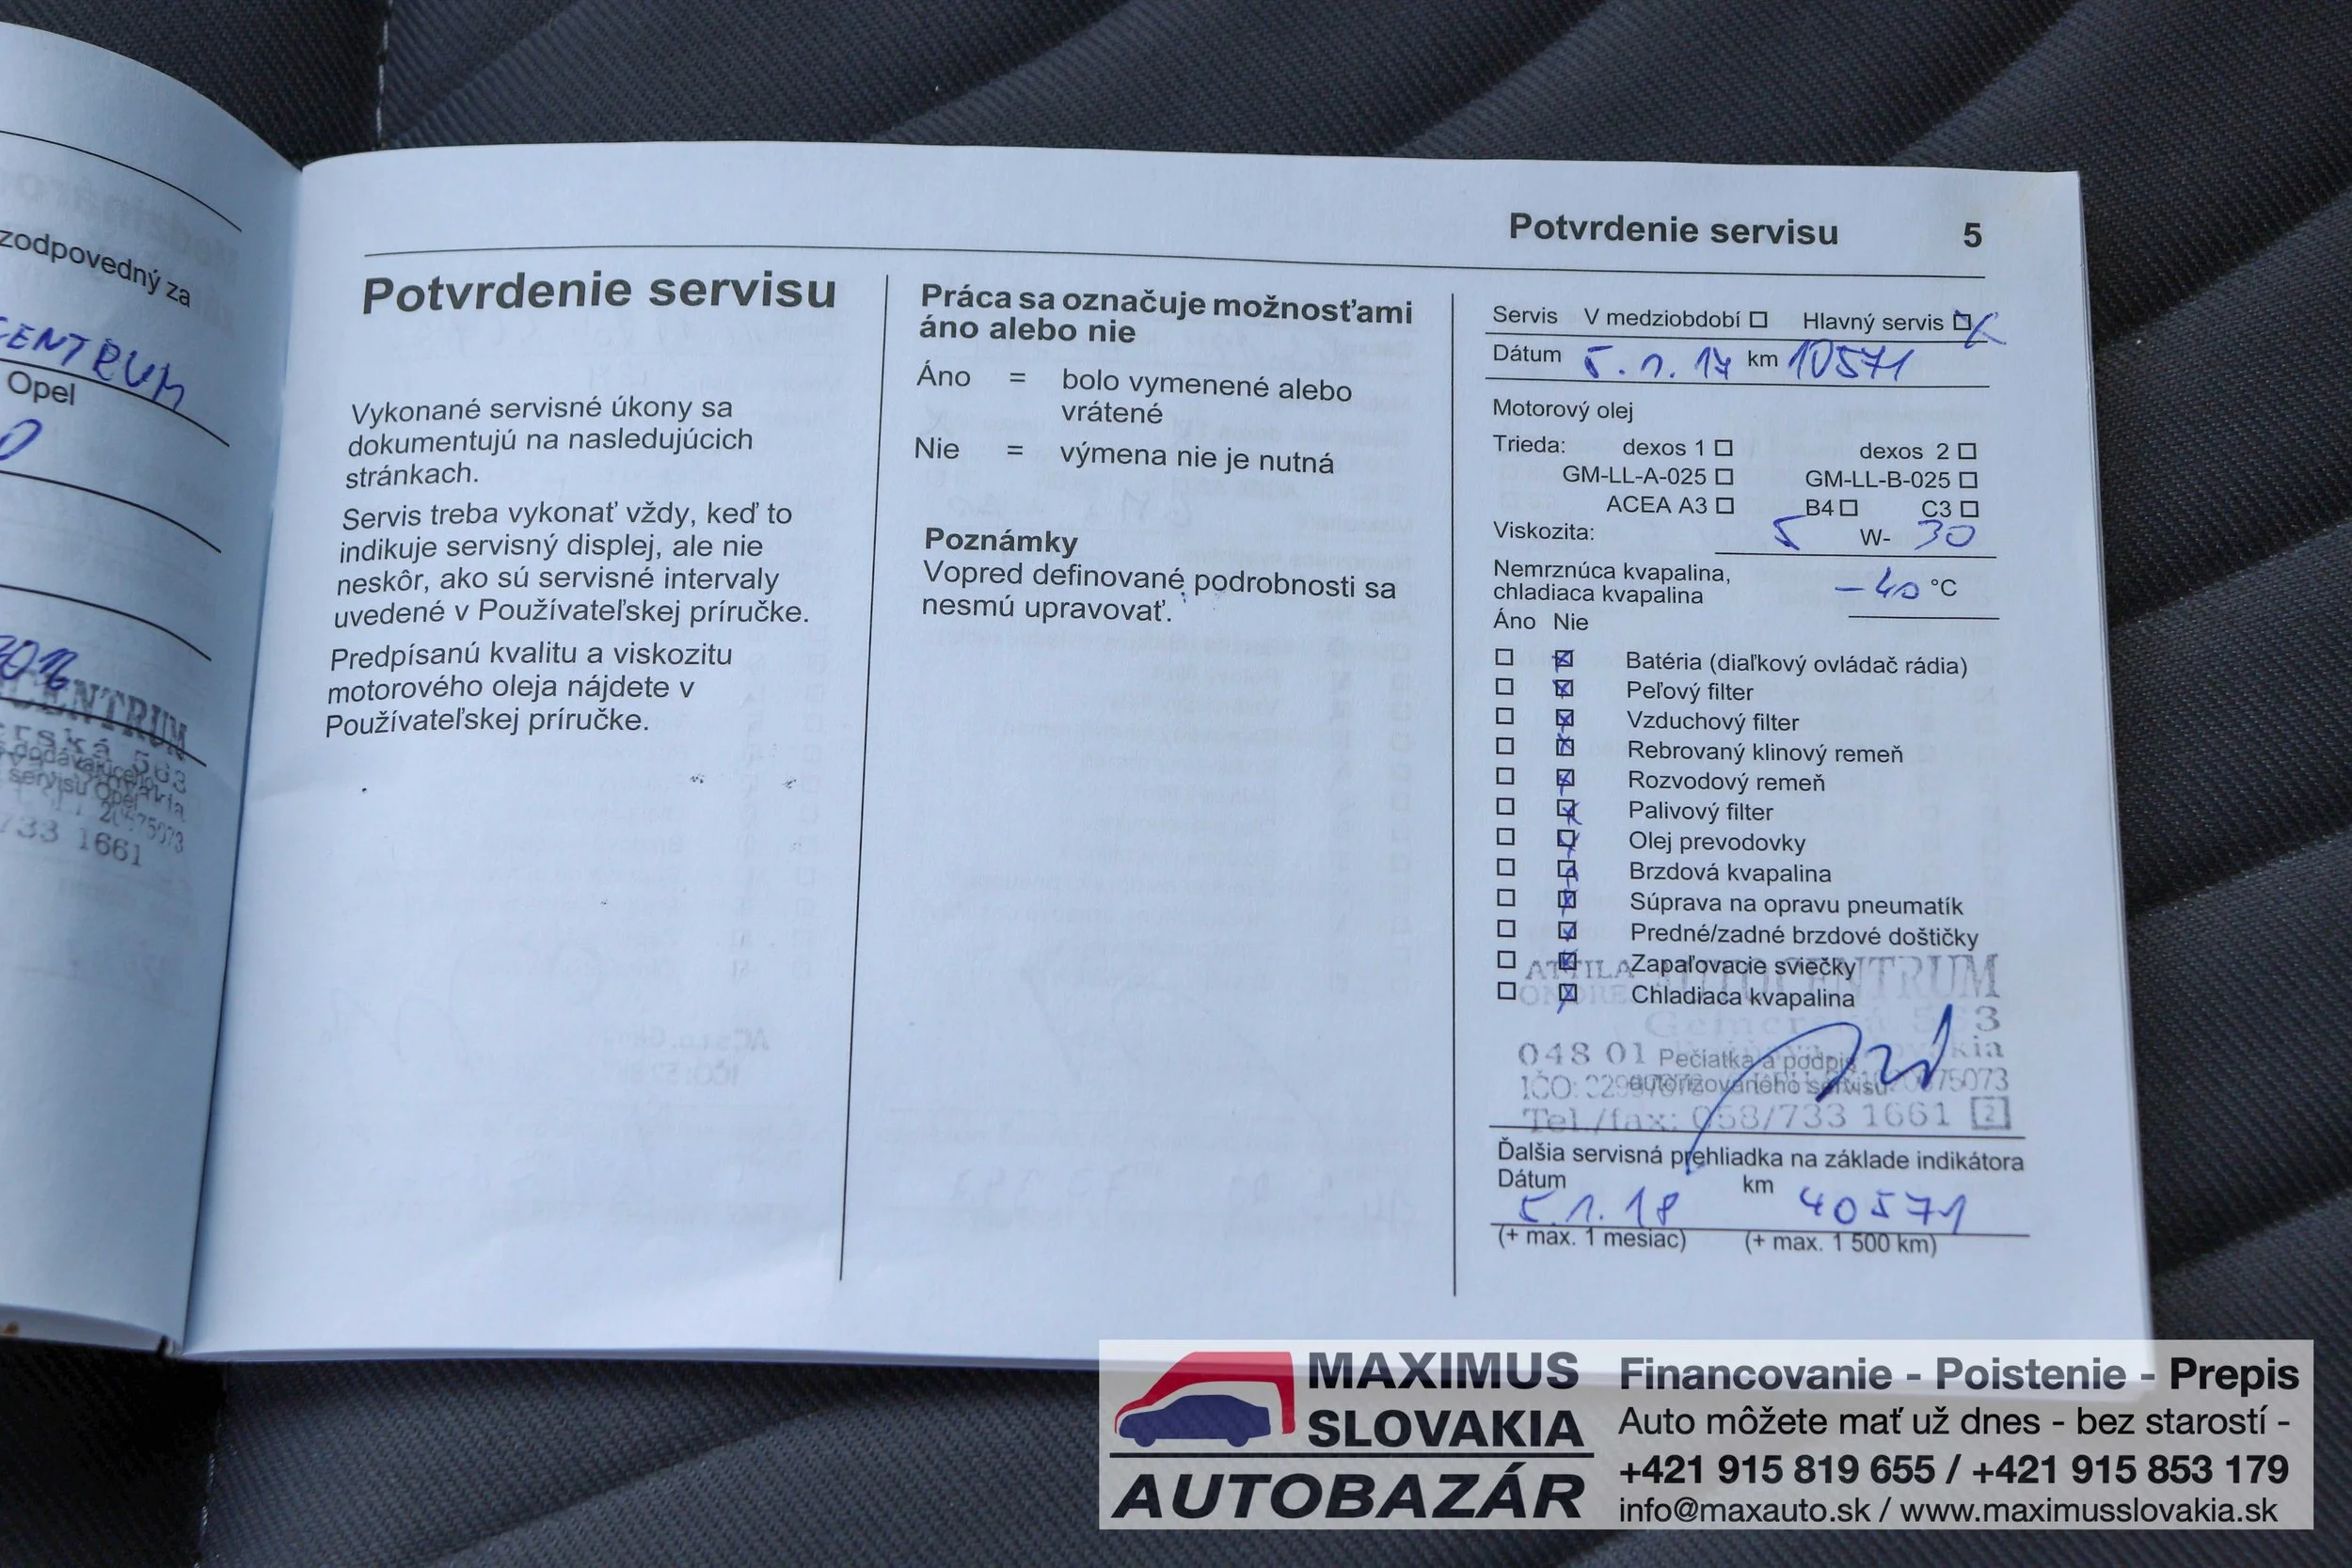 zodpovedný za
CENTRUM
Opel
CENTRUM
servisu Opel
733 1661
Potvrdenie servisu 5
Potvrdenie servisu
Vykonané servisné úkony sa
dokumentujú na nasledujúcich
stránkach.
Servis treba vykonať vždy, keď to
indikuje servisný displej, ale nie
neskôr, ako sú servisné intervaly
uvedené v Používateľskej príručke.
Predpísanú kvalitu a viskozitu
motorového oleja nájdete v
Používateľskej príručke.
Práca sa označuje možnosťami
áno alebo nie
Áno = bolo vymenené alebo
vrátené
Nie = výmena nie je nutná
Poznámky
Vopred definované podrobnosti sa
nesmú upravovať.
Servis V medziobdobí ☐ Hlavný servis ☒
Dátum 5.1.17 km 10571
Motorový olej
Trieda: dexos 1 ☐ dexos 2 ☐
GM-LL-A-025 ☐ GM-LL-B-025 ☐
ACEA A3 ☐ B4 ☐ C3 ☐
Viskozita: 5 W- 30
Nemrznúca kvapalina,
chladiaca kvapalina -40 °C
Áno Nie
☐ ☒ Batéria (diaľkový ovládač rádia)
☐ ☒ Peľový filter
☐ ☒ Vzduchový filter
☐ ☒ Rebrovaný klinový remeň
☐ ☒ Rozvodový remeň
☐ ☒ Palivový filter
☐ ☒ Olej prevodovky
☐ ☒ Brzdová kvapalina
☐ ☒ Súprava na opravu pneumatík
☐ ☒ Predné/zadné brzdové doštičky
☐ ☒ Zapaľovacie sviečky
☐ ☒ Chladiaca kvapalina
ATTILA AUTOCENTRUM
048 01
Pečiatka a podpis
autorizovaného servisu
Tel./fax: 058/733 1661 2
Ďalšia servisná prehliadka na základe indikátora
Dátum km
5.1.18 40571
(+ max. 1 mesiac) (+ max. 1 500 km)
MAXIMUS
SLOVAKIA
AUTOBAZÁR
Financovanie - Poistenie - Prepis
Auto môžete mať už dnes - bez starostí -
+421 915 819 655 / +421 915 853 179
info@maxauto.sk / www.maximusslovakia.sk